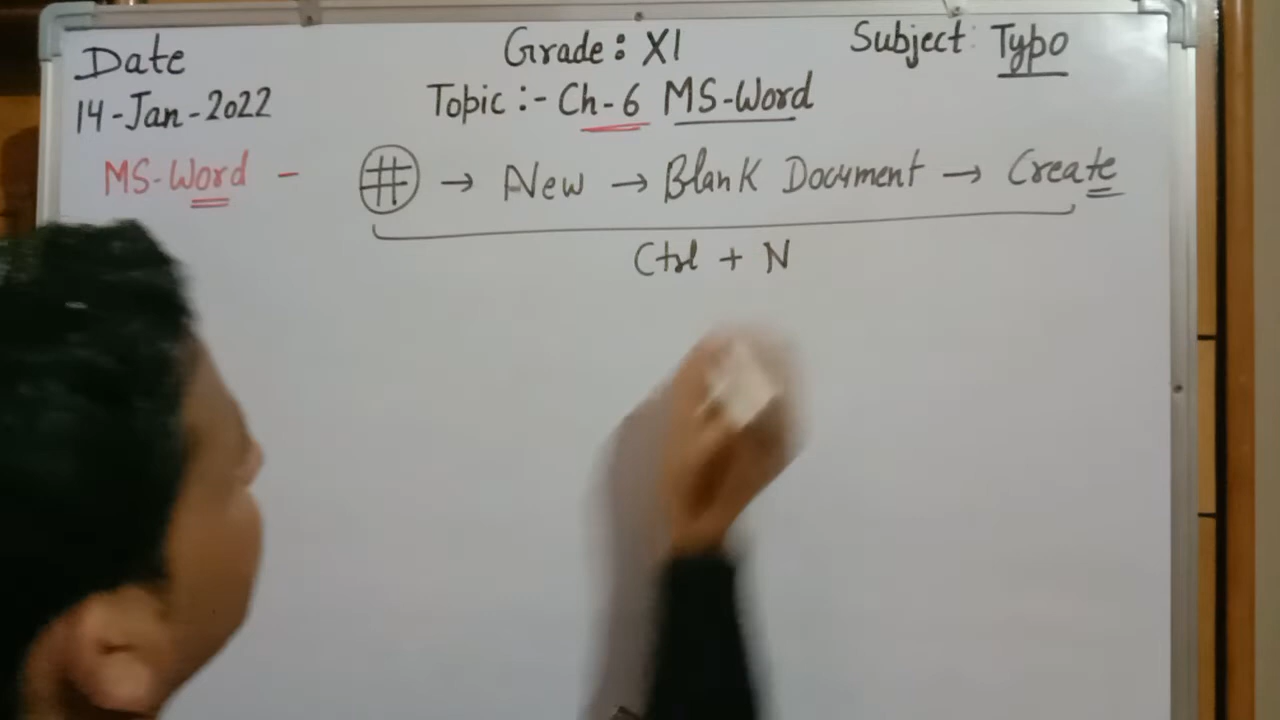 Date Grade : XI Subject : Typo
14-Jan-2022 Topic :- Ch-6 MS-Word
MS-Word - # → New → Blank Document → Create
Ctrl + N